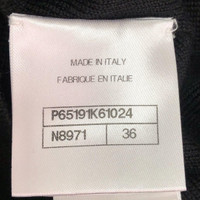 MADE IN ITALY
FABRIQUE EN ITALIE
P65191K61024
N8971 36